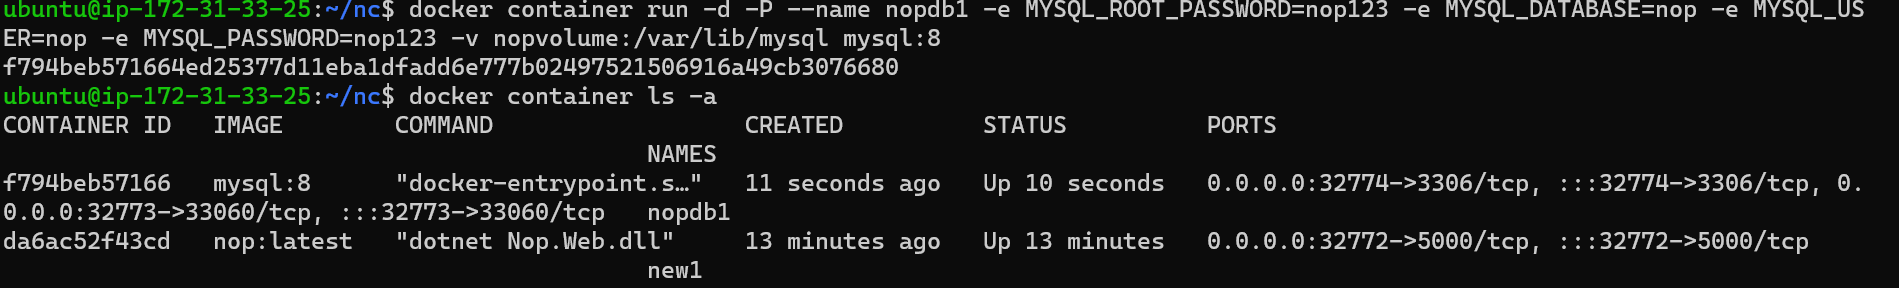 ubuntu@ip-172-31-33-25:~/nc$ docker container run -d -P --name nopdb1 -e MYSQL_ROOT_PASSWORD=nop123 -e MYSQL_DATABASE=nop -e MYSQL_US
ER=nop -e MYSQL_PASSWORD=nop123 -v nopvolume:/var/lib/mysql mysql:8
f794beb571664ed25377d11eba1dfadd6e777b02497521506916a49cb3076680
ubuntu@ip-172-31-33-25:~/nc$ docker container ls -a
CONTAINER ID   IMAGE        COMMAND                  CREATED          STATUS          PORTS
                                              NAMES
f794beb57166   mysql:8      "docker-entrypoint.s…"   11 seconds ago   Up 10 seconds   0.0.0.0:32774->3306/tcp, :::32774->3306/tcp, 0.
0.0.0:32773->33060/tcp, :::32773->33060/tcp   nopdb1
da6ac52f43cd   nop:latest   "dotnet Nop.Web.dll"     13 minutes ago   Up 13 minutes   0.0.0.0:32772->5000/tcp, :::32772->5000/tcp
                                              new1